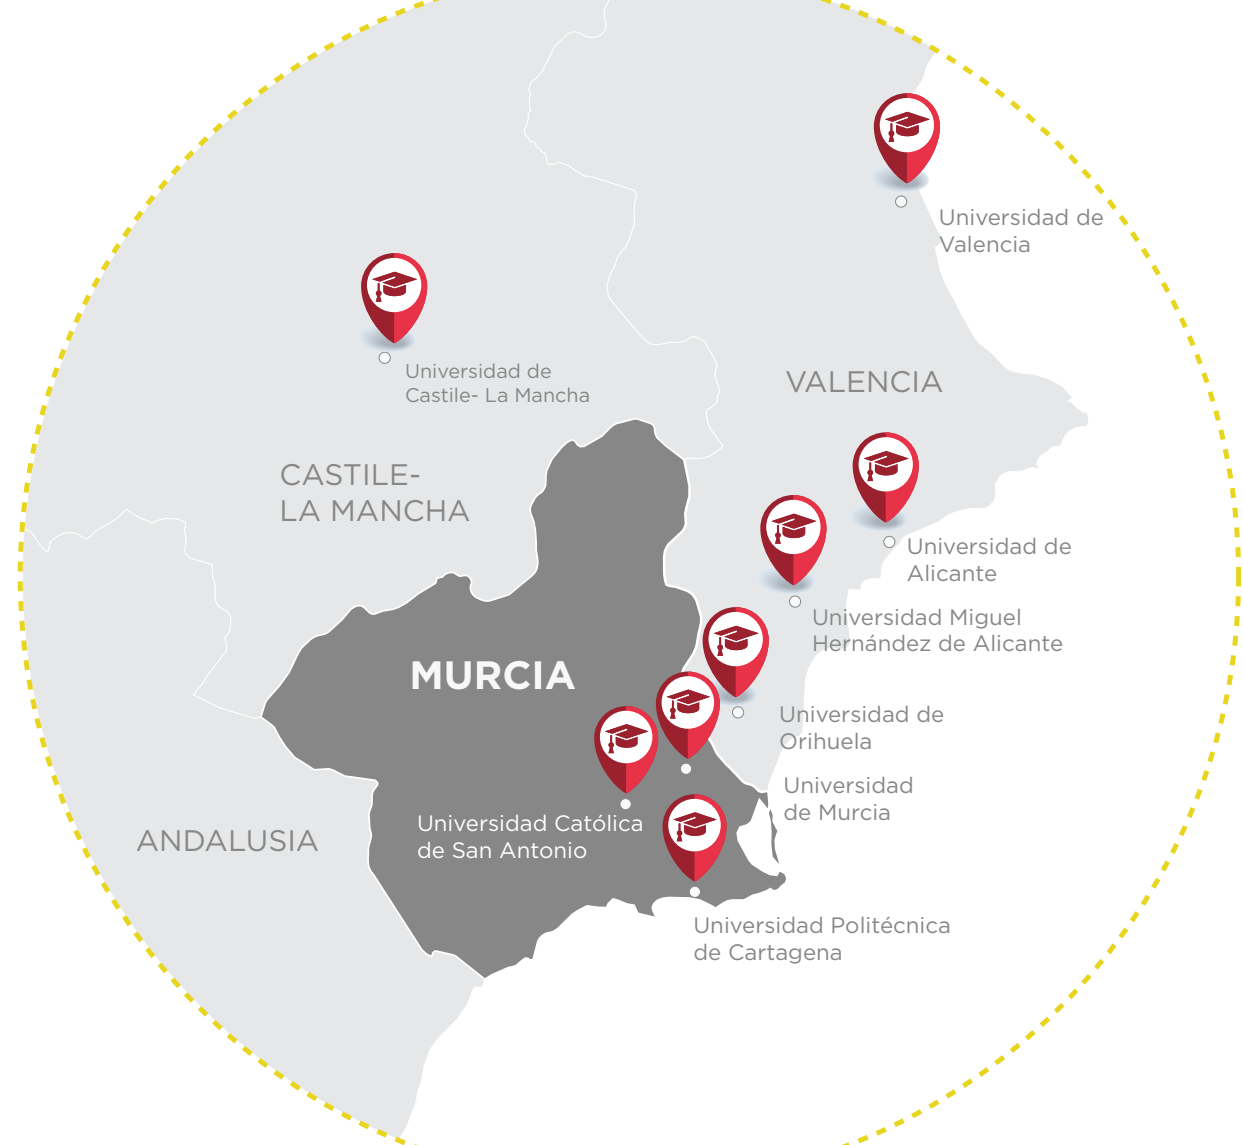 Universidad de
Valencia
Universidad de
Castile- La Mancha
VALENCIA
CASTILE-
LA MANCHA
Universidad de
Alicante
Universidad Miguel
Hernández de Alicante
MURCIA
Universidad de
Orihuela
Universidad
de Murcia
Universidad Católica
de San Antonio
ANDALUSIA
Universidad Politécnica
de Cartagena